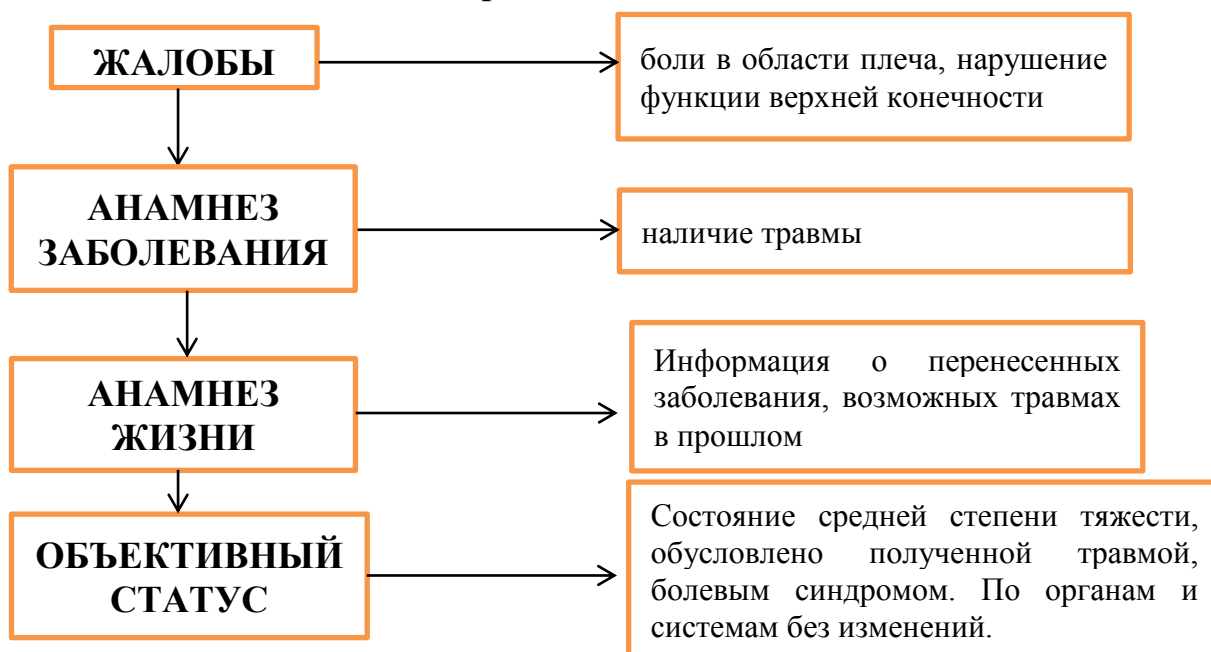 ЖАЛОБЫ
боли в области плеча, нарушение
функции верхней конечности
АНАМНЕЗ
ЗАБОЛЕВАНИЯ
наличие травмы
АНАМНЕЗ
ЖИЗНИ
Информация о перенесенных
заболевания, возможных травмах
в прошлом
ОБЪЕКТИВНЫЙ
СТАТУС
Состояние средней степени тяжести,
обусловлено полученной травмой,
болевым синдромом. По органам и
системам без изменений.